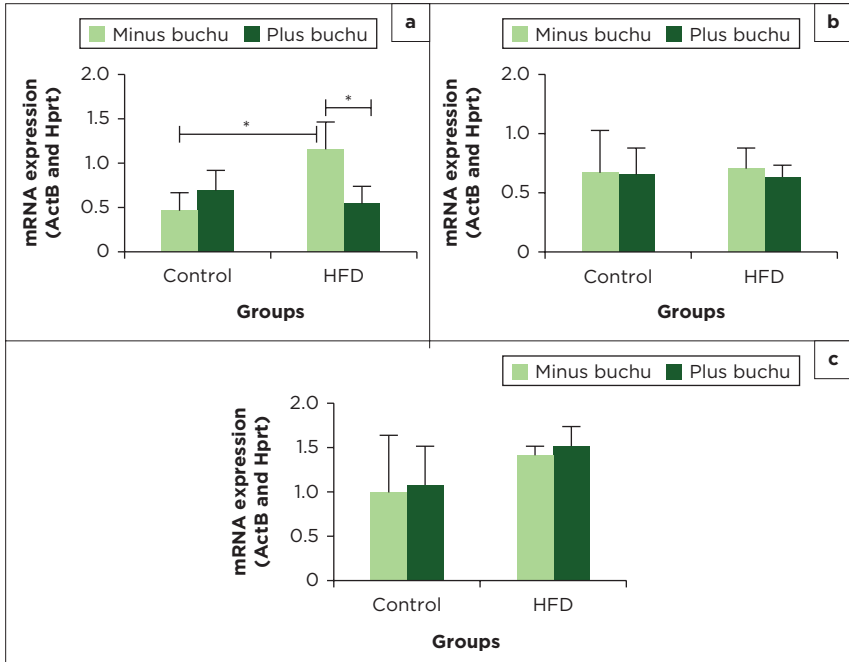 a
Minus buchu Plus buchu
mRNA expression
(ActB and Hprt)
2.0
1.5
1.0
0.5
0
*
*
Control HFD
Groups
b
Minus buchu Plus buchu
mRNA expression
(ActB and Hprt)
2.0
1.0
0.5
0
Control HFD
Groups
c
Minus buchu Plus buchu
mRNA expression
(ActB and Hprt)
2.0
1.5
1.0
0.5
0
Control HFD
Groups